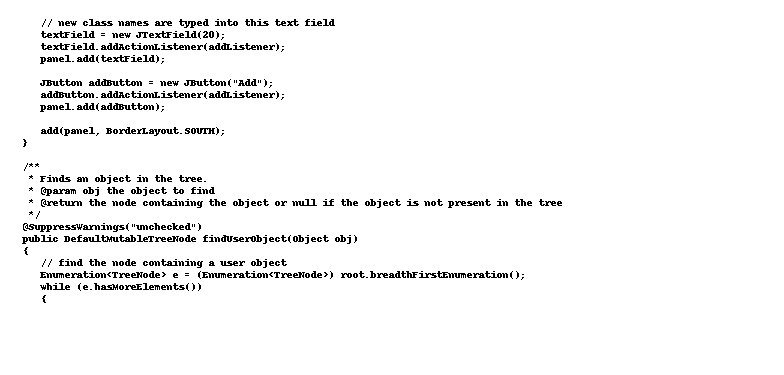 // new class names are typed into this text field
textField = new JTextField(20);
textField.addActionListener(addListener);
panel.add(textField);
JButton addButton = new JButton("Add");
addButton.addActionListener(addListener);
panel.add(addButton);
add(panel, BorderLayout.SOUTH);
}
/**
* Finds an object in the tree.
* @param obj the object to find
* @return the node containing the object or null if the object is not present in the tree
*/
@SuppressWarnings("unchecked")
public DefaultMutableTreeNode findUserObject(Object obj)
{
// find the node containing a user object
Enumeration<TreeNode> e = (Enumeration<TreeNode>) root.breadthFirstEnumeration();
while (e.hasMoreElements())
{